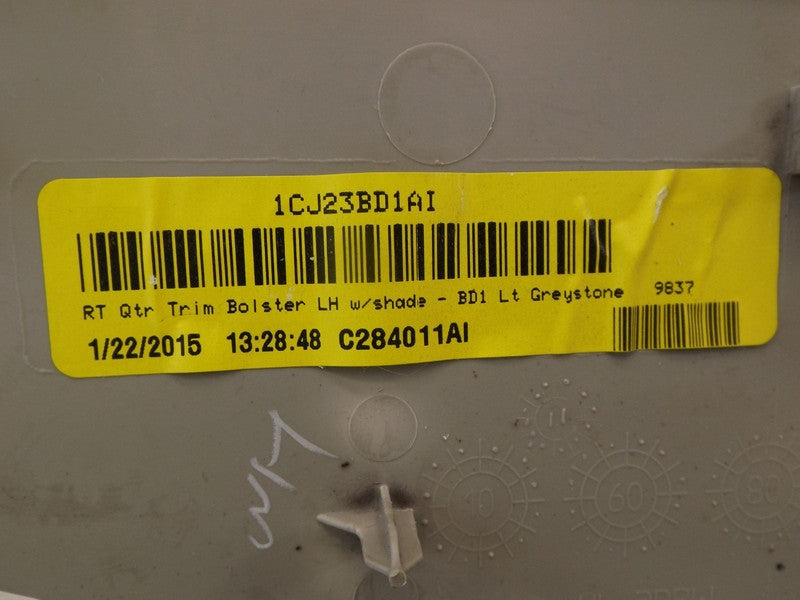 1CJ23BD1AI
RT Qtr Trim Bolster LH w/shade - BD1 Lt Greystone
9837
1/22/2015 13:28:48 C284011AI
11
10
60
80